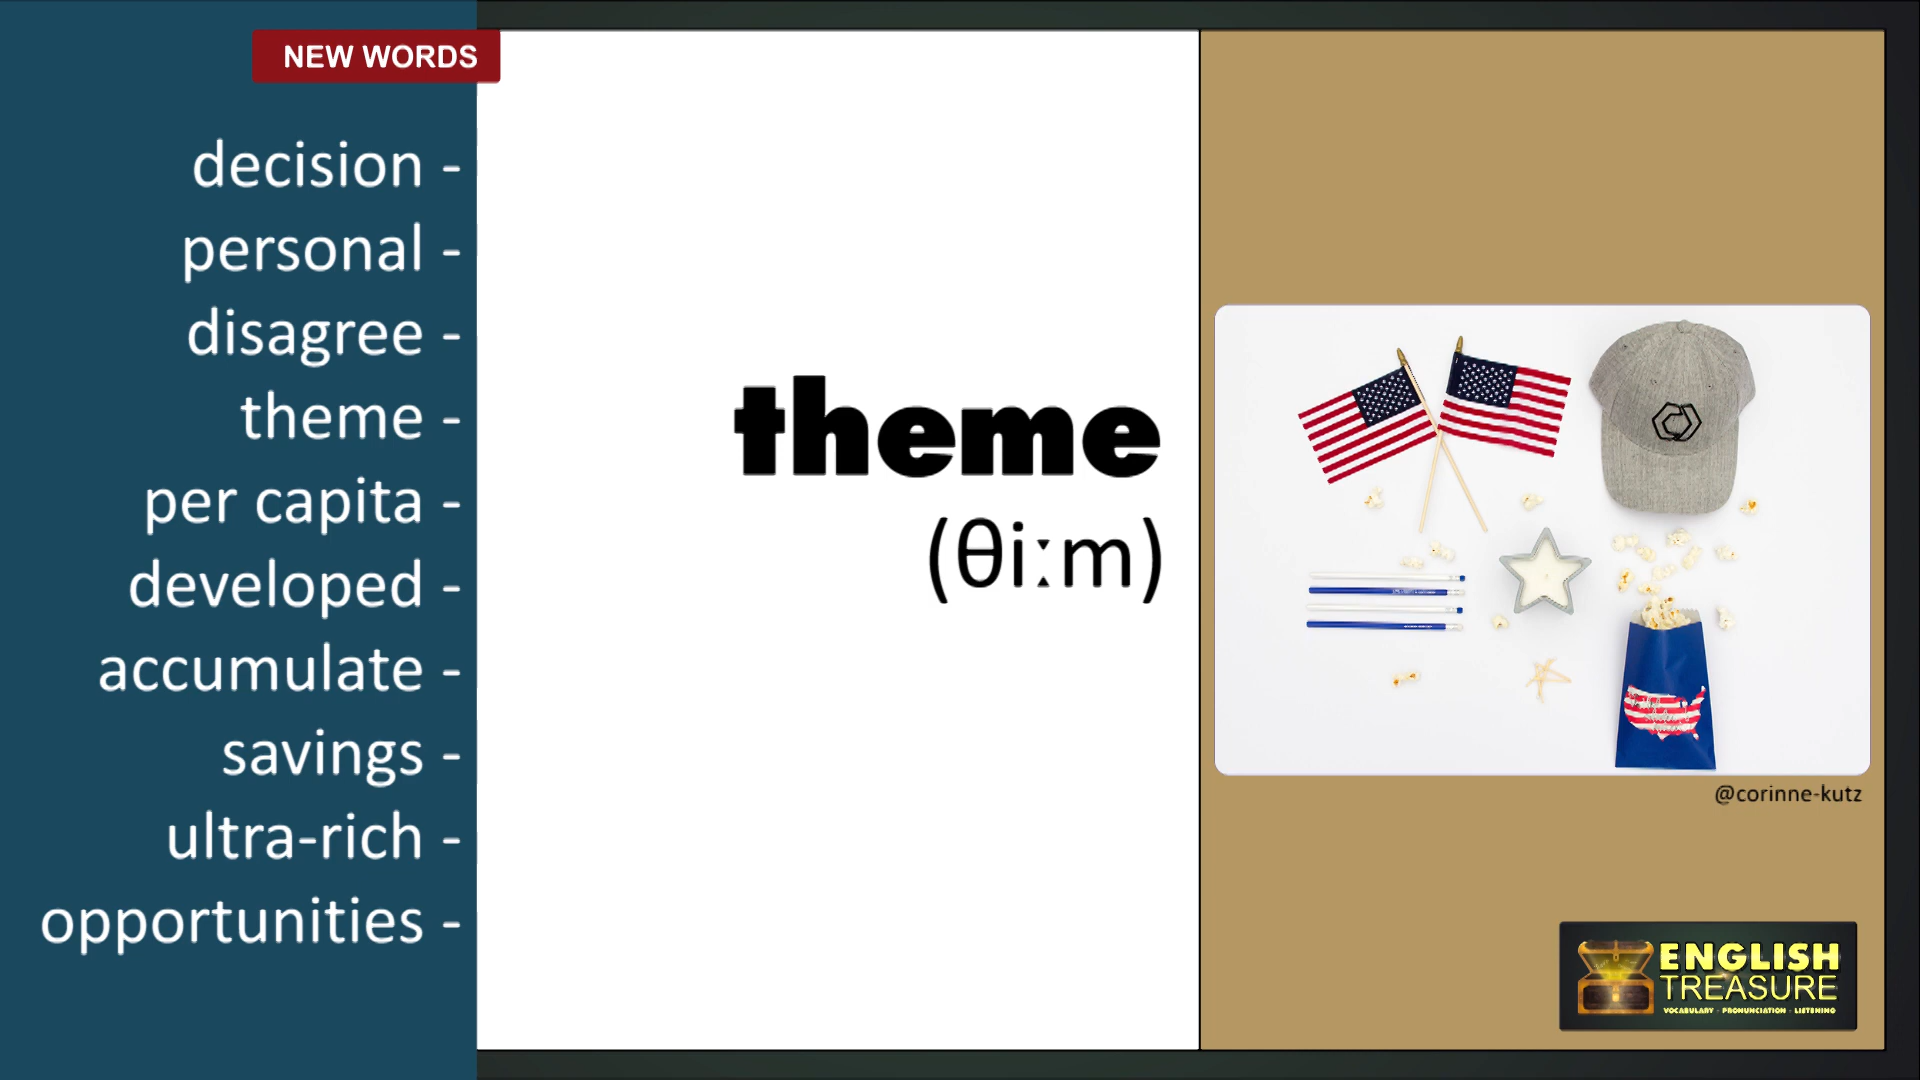 NEW WORDS
decision -
personal -
disagree -
theme -
per capita -
developed -
accumulate -
savings -
ultra-rich -
opportunities -
theme
(θiːm)
@corinne-kutz
ENGLISH
TREASURE
VOCABULARY - PRONUNCIATION - LISTENING